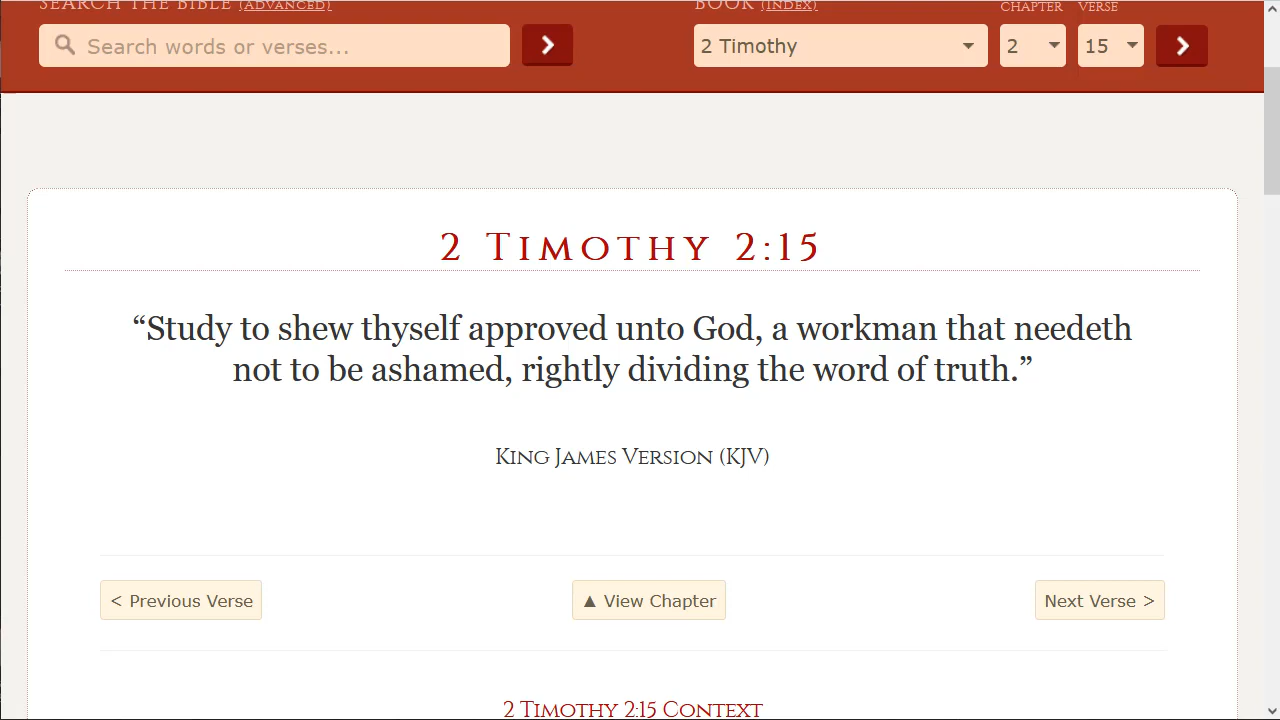 SEARCH THE BIBLE (ADVANCED)
BOOK (INDEX)
CHAPTER VERSE
Search words or verses...
2 Timothy
2
15
2 TIMOTHY 2:15
“Study to shew thyself approved unto God, a workman that needeth
not to be ashamed, rightly dividing the word of truth.”
KING JAMES VERSION (KJV)
< Previous Verse
▲ View Chapter
Next Verse >
2 TIMOTHY 2:15 CONTEXT